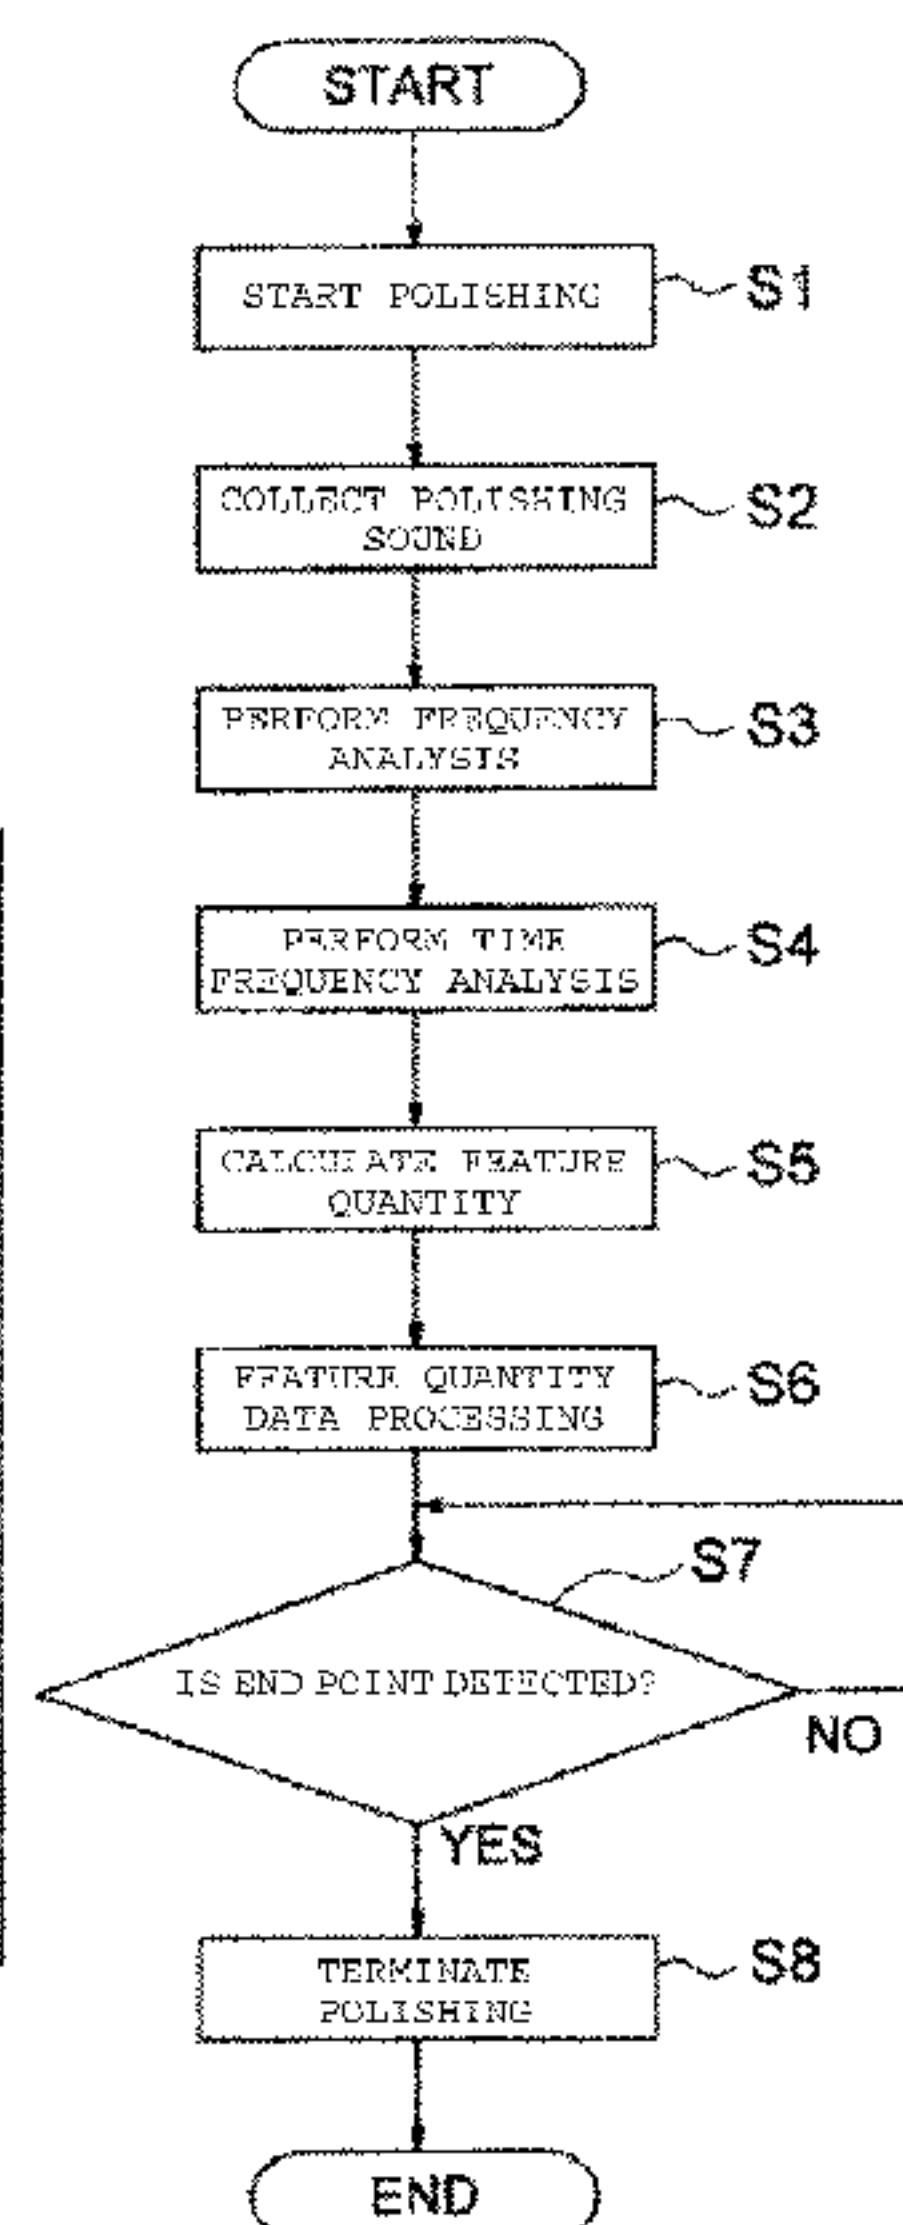 START
START POLISHING
S1
COLLECT POLISHING
SOUND
S2
PERFORM FREQUENCY
ANALYSIS
S3
PERFORM TIME
FREQUENCY ANALYSIS
S4
CALCULATE FEATURE
QUANTITY
S5
FEATURE QUANTITY
DATA PROCESSING
S6
S7
IS END POINT DETECTED?
NO
YES
TERMINATE
POLISHING
S8
END